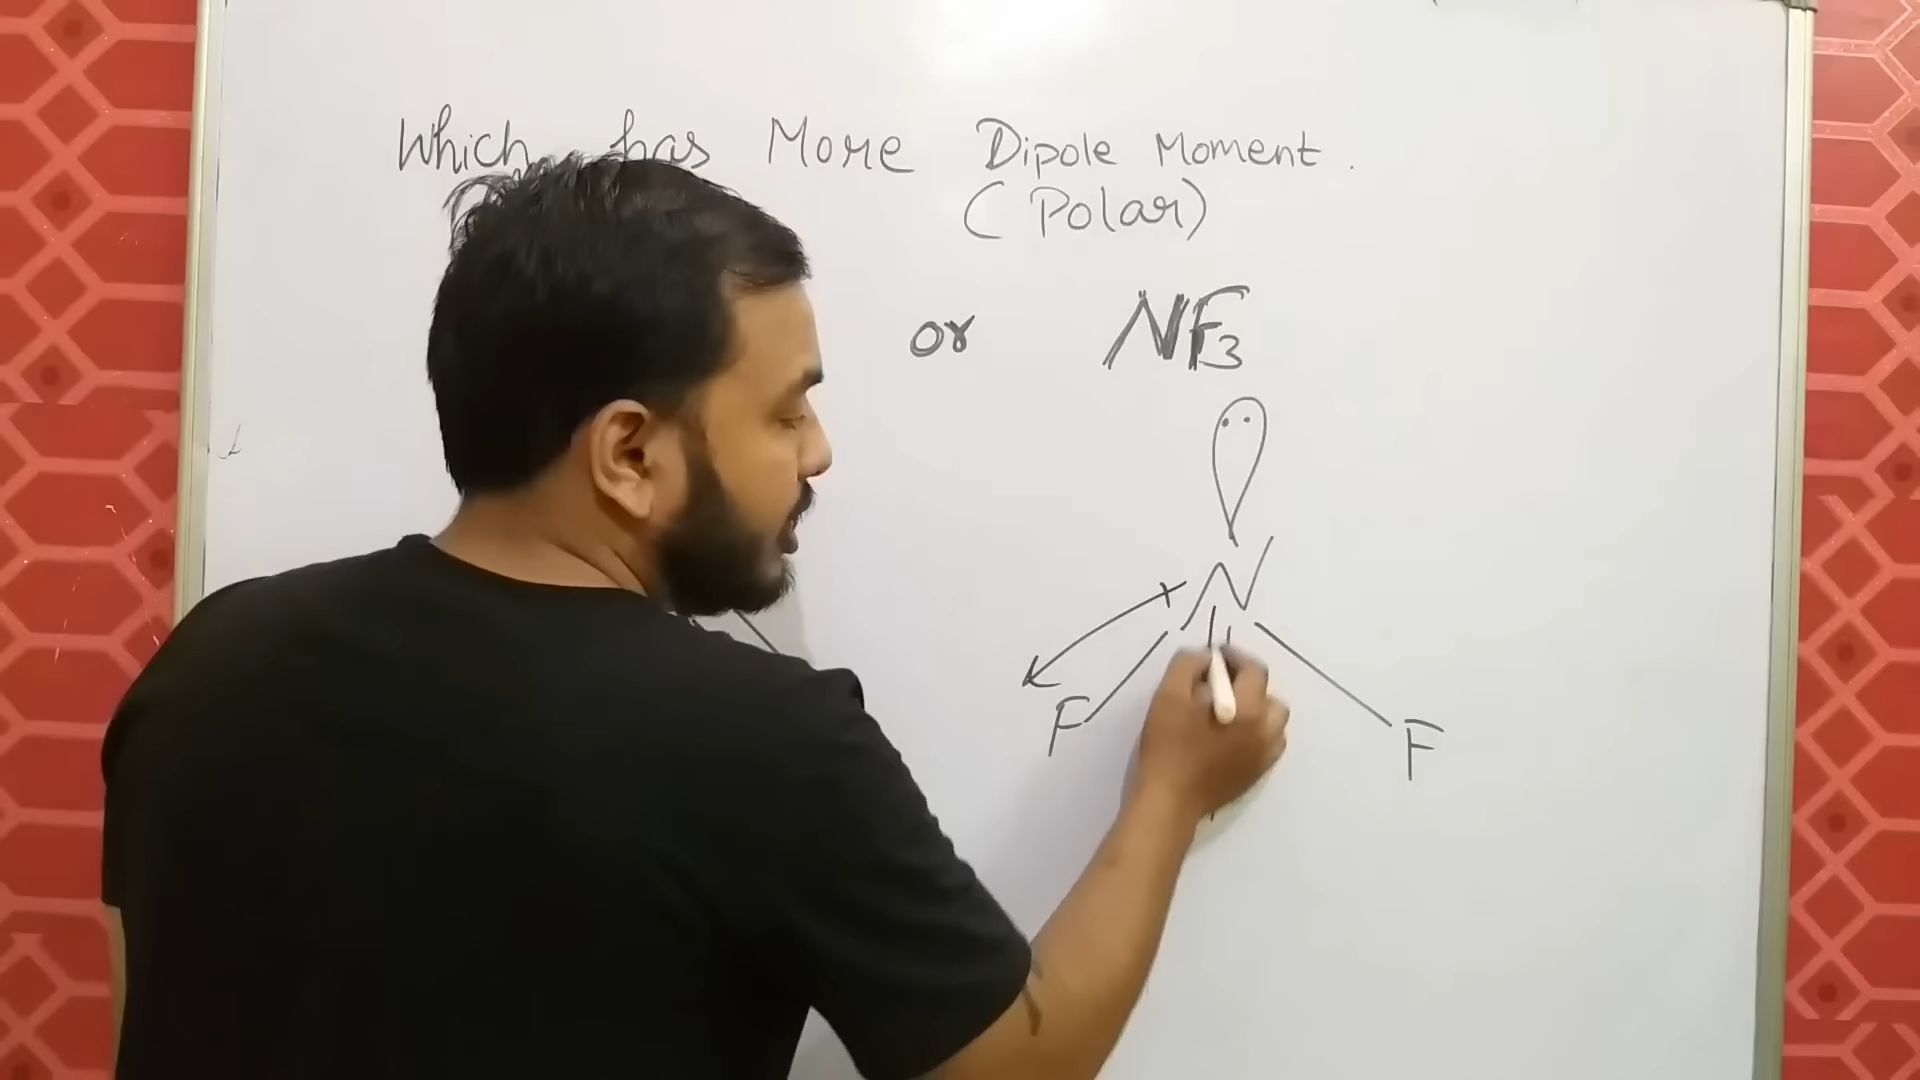 Which has More Dipole Moment.
(Polar)
or NF3
N
F F